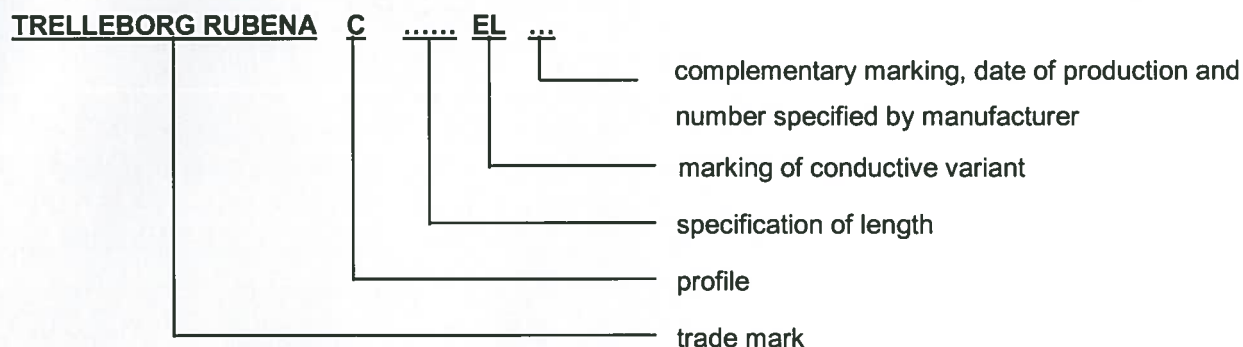 TRELLEBORG RUBENA C ...... EL ...
complementary marking, date of production and
number specified by manufacturer
marking of conductive variant
specification of length
profile
trade mark